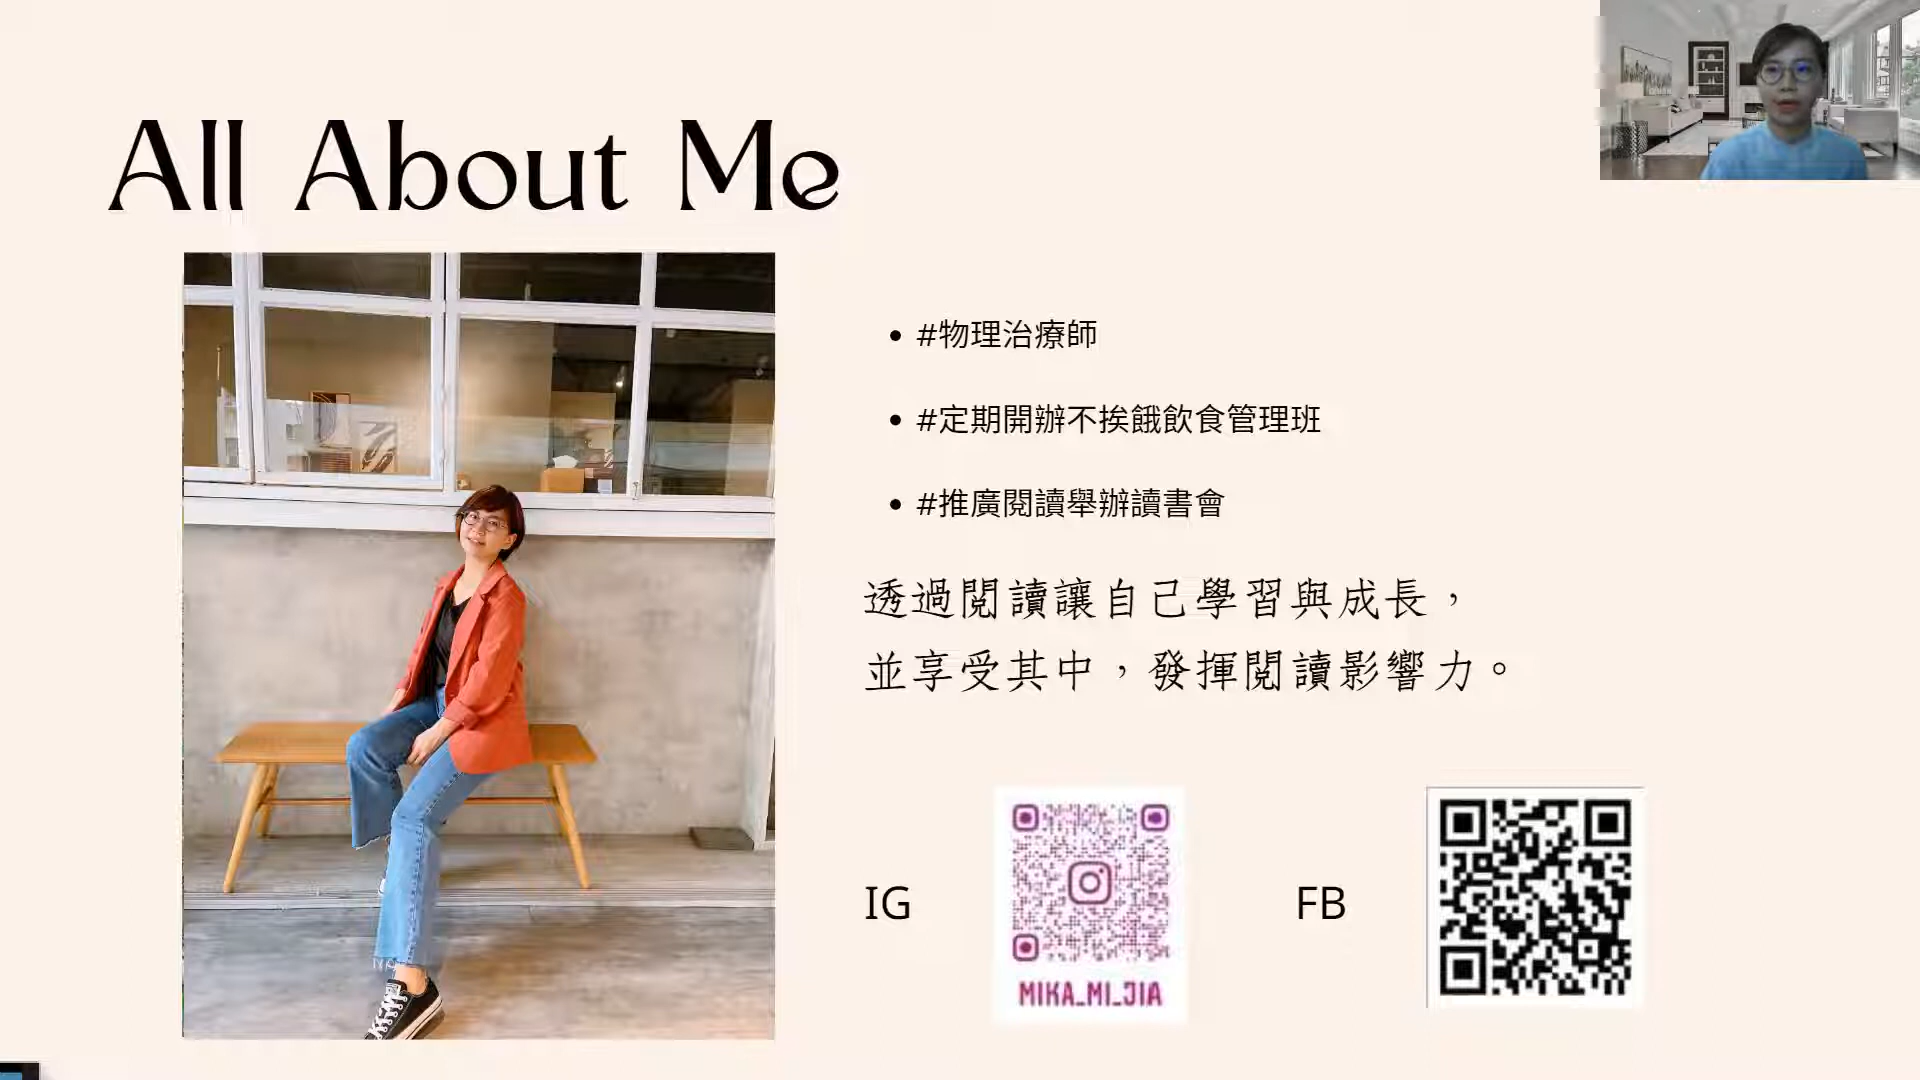 All About Me
#物理治療師
#定期開辦不挨餓飲食管理班
#推廣閱讀舉辦讀書會
透過閱讀讓自己學習與成長，
並享受其中，發揮閱讀影響力。
IG
MIKA_MI_JIA
FB